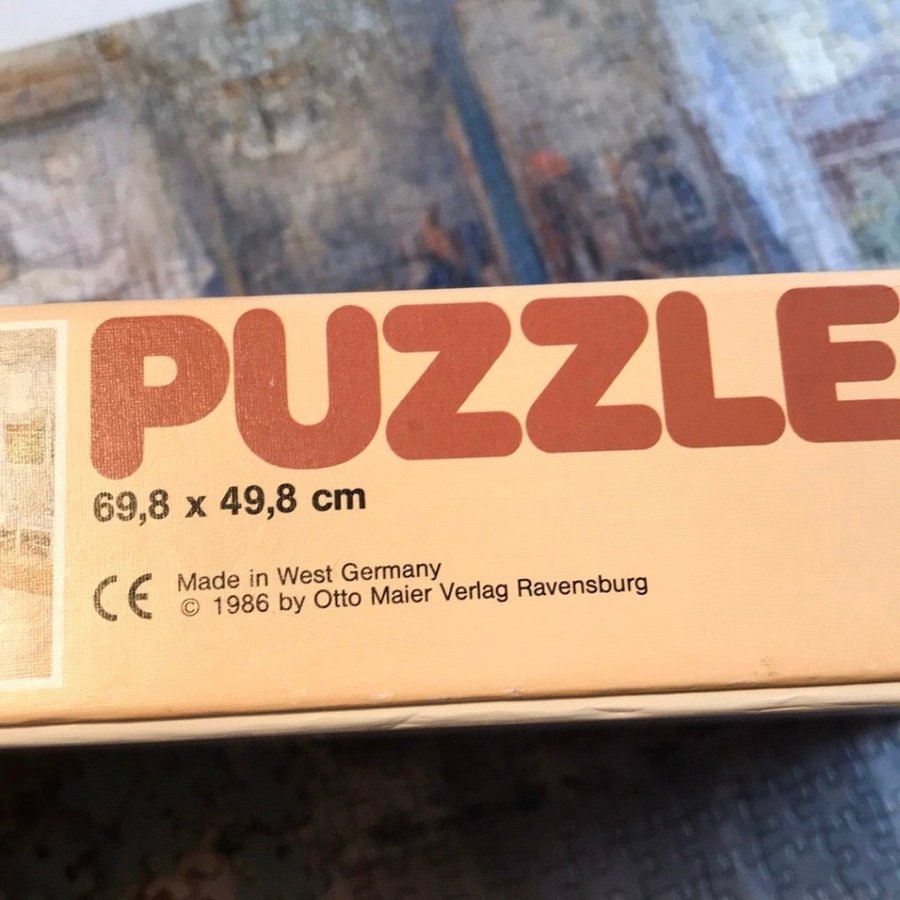 PUZZLE
69,8 x 49,8 cm
CE Made in West Germany
© 1986 by Otto Maier Verlag Ravensburg